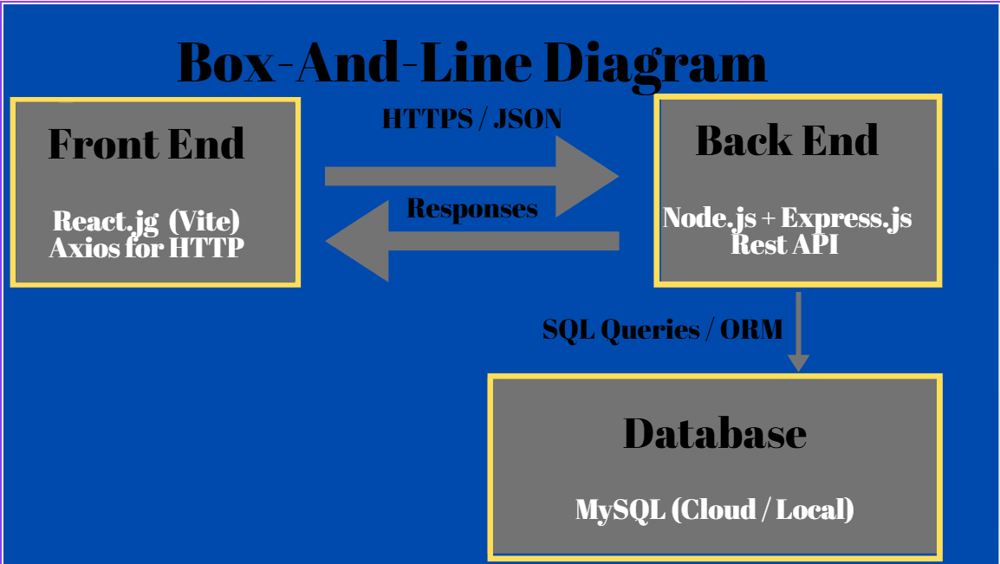 Box-And-Line Diagram
HTTPS / JSON
Front End
Back End
Responses
React.jg (Vite)
Axios for HTTP
Node.js + Express.js
Rest API
SQL Queries / ORM
Database
MySQL (Cloud / Local)